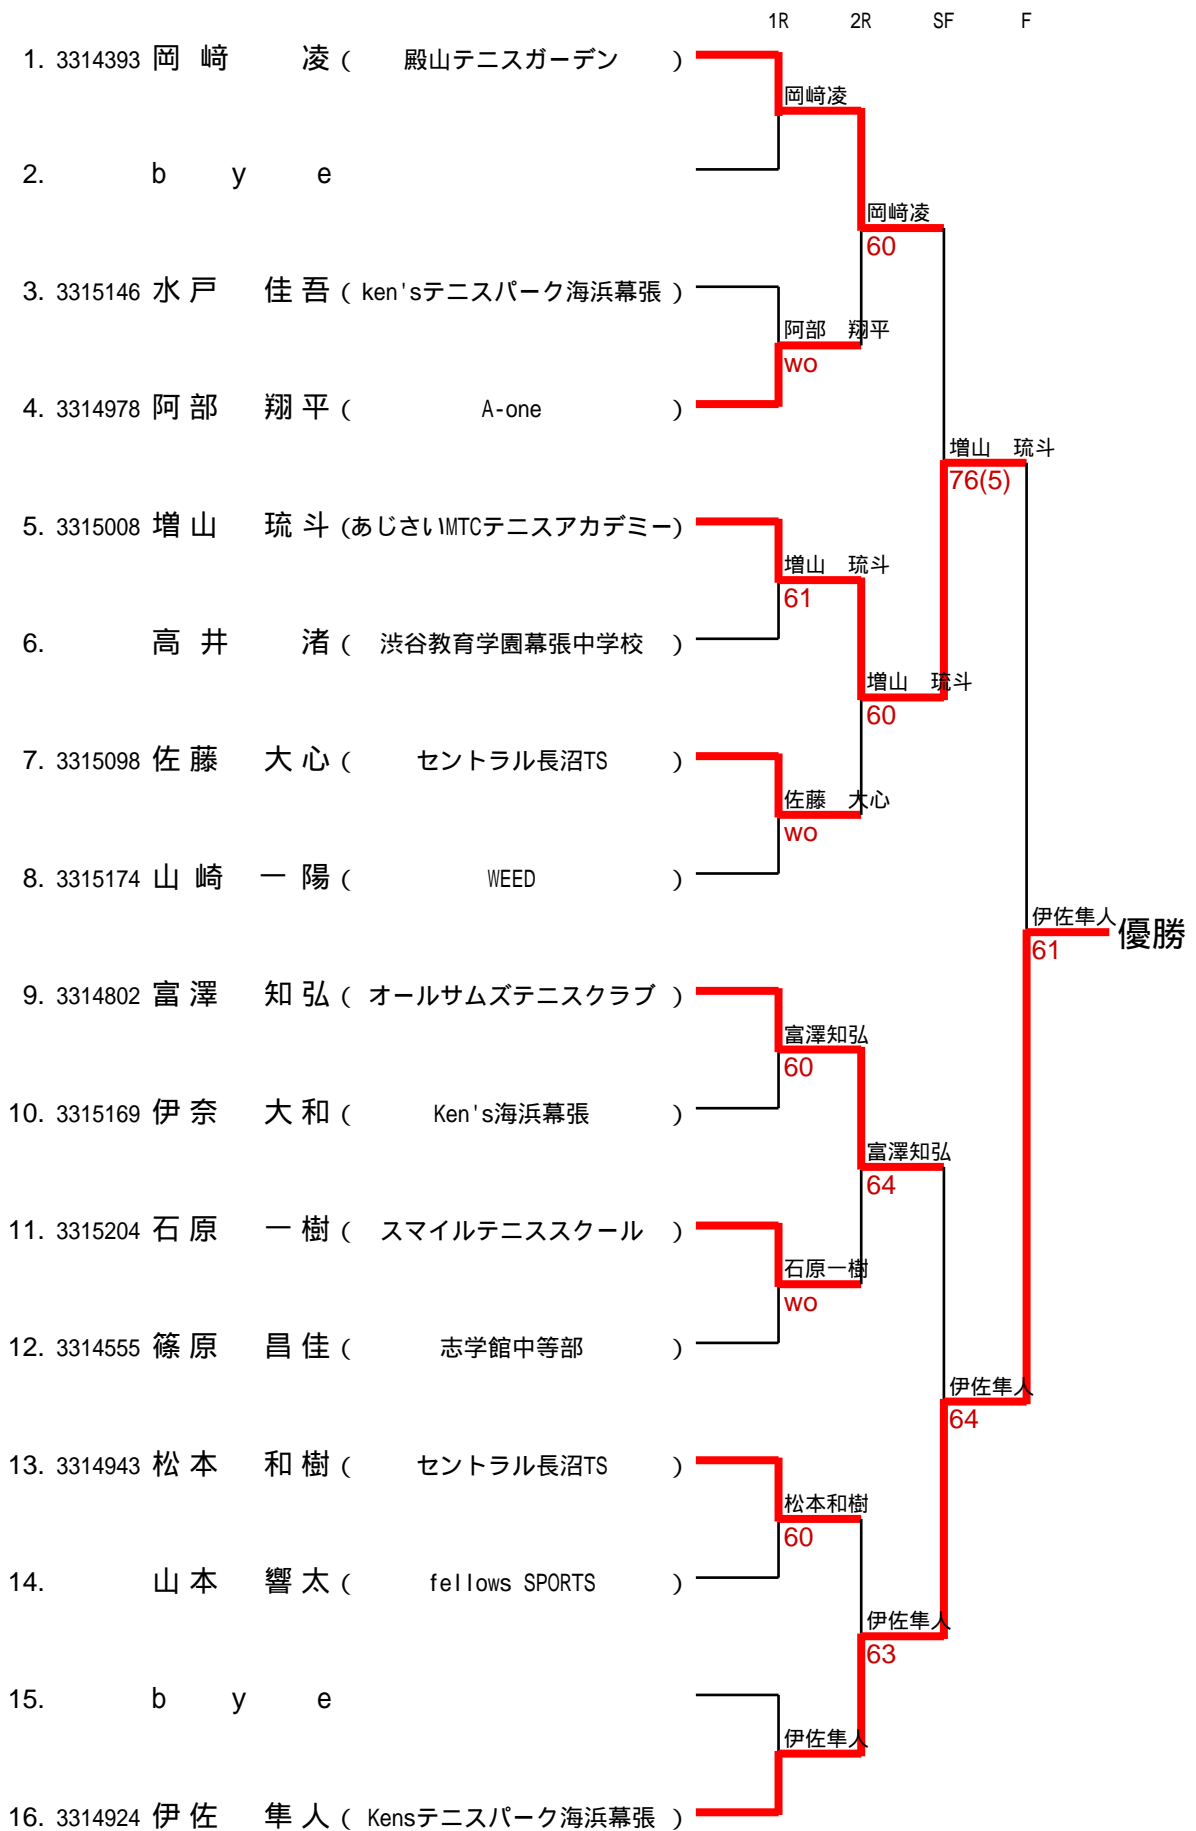 1R 2R SF F
1. 3314393 岡﨑 凌 ( 殿山テニスガーデン )
岡﨑凌
2. bye
岡﨑凌
60
3. 3315146 水戸 佳吾 ( ken'sテニスパーク海浜幕張 )
阿部 翔平
wo
4. 3314978 阿部 翔平 ( A-one )
増山 琉斗
76(5)
5. 3315008 増山 琉斗 (あじさいMTCテニスアカデミー)
増山 琉斗
61
6. 高井 渚 ( 渋谷教育学園幕張中学校 )
増山 琉斗
60
7. 3315098 佐藤 大心 ( セントラル長沼TS )
佐藤 大心
wo
8. 3315174 山崎 一陽 ( WEED )
伊佐隼人
優勝
61
9. 3314802 富澤 知弘 ( オールサムズテニスクラブ )
富澤知弘
60
10. 3315169 伊奈 大和 ( Ken's海浜幕張 )
富澤知弘
64
11. 3315204 石原 一樹 ( スマイルテニススクール )
石原一樹
wo
12. 3314555 篠原 昌佳 ( 志学館中等部 )
伊佐隼人
64
13. 3314943 松本 和樹 ( セントラル長沼TS )
松本和樹
60
14. 山本 響太 ( fellows SPORTS )
伊佐隼人
63
15. bye
伊佐隼人
16. 3314924 伊佐 隼人 ( Kensテニスパーク海浜幕張 )